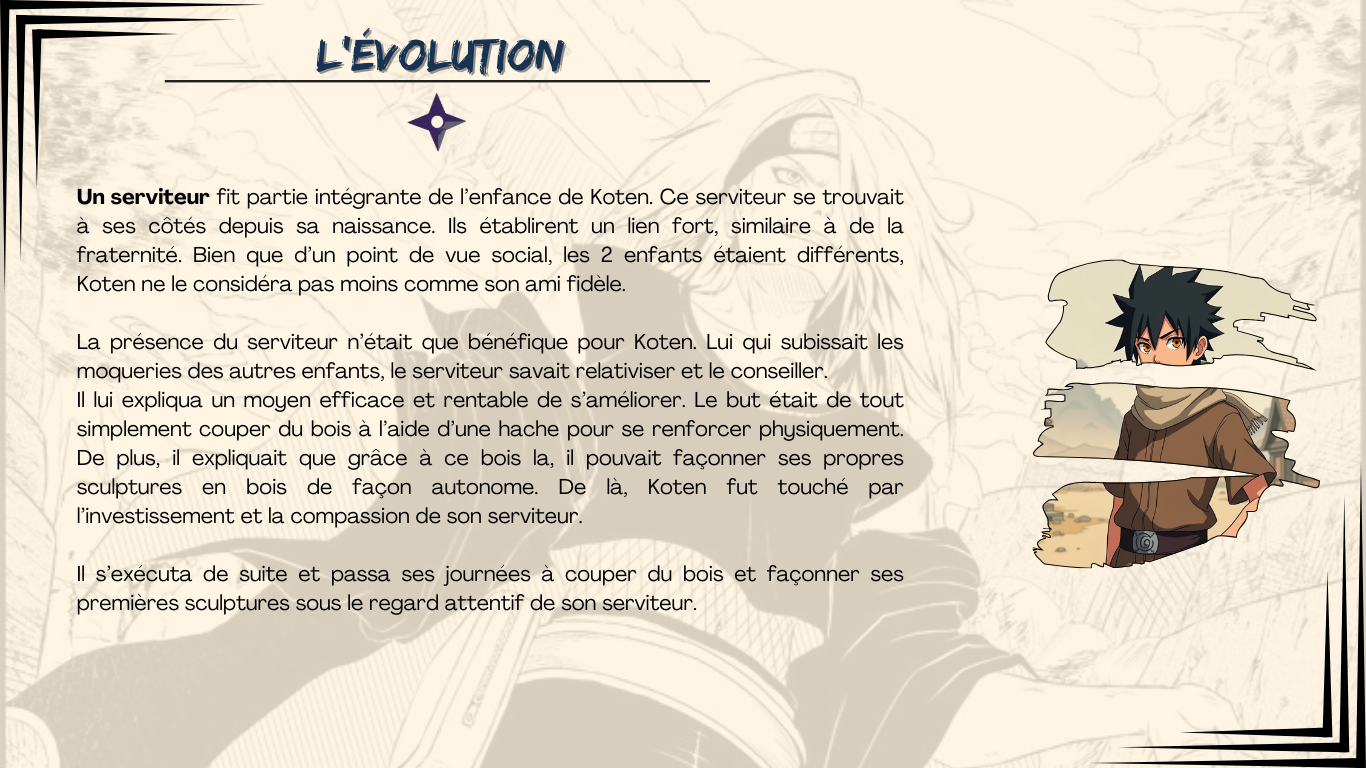 L'ÉVOLUTION
Un serviteur fit partie intégrante de l'enfance de Koten. Ce serviteur se trouvait
à ses côtés depuis sa naissance. Ils établirent un lien fort, similaire à de la
fraternité. Bien que d'un point de vue social, les 2 enfants étaient différents,
Koten ne le considéra pas moins comme son ami fidèle.
La présence du serviteur n'était que bénéfique pour Koten. Lui qui subissait les
moqueries des autres enfants, le serviteur savait relativiser et le conseiller.
Il lui expliqua un moyen efficace et rentable de s'améliorer. Le but était de tout
simplement couper du bois à l'aide d'une hache pour se renforcer physiquement.
De plus, il expliquait que grâce à ce bois la, il pouvait façonner ses propres
sculptures en bois de façon autonome. De là, Koten fut touché par
l'investissement et la compassion de son serviteur.
Il s'exécuta de suite et passa ses journées à couper du bois et façonner ses
premières sculptures sous le regard attentif de son serviteur.